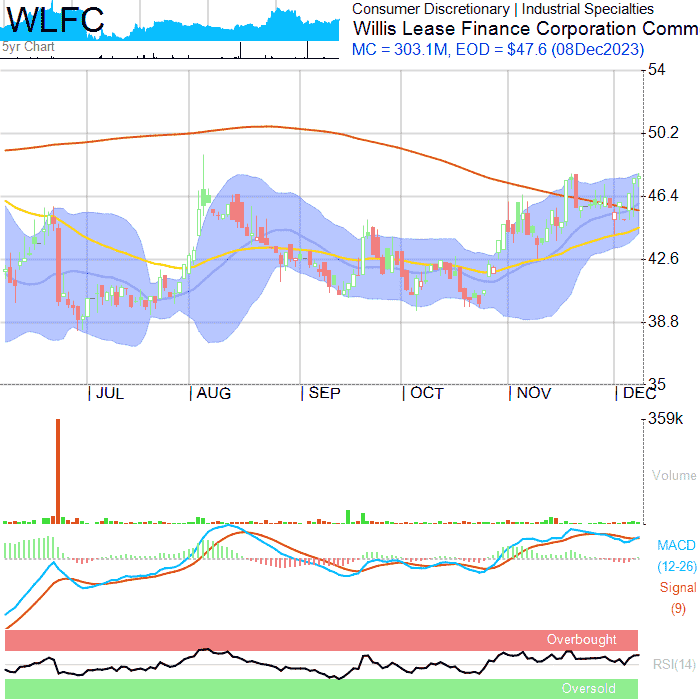 WLFC
5yr Chart
Consumer Discretionary | Industrial Specialties
Willis Lease Finance Corporation Comm
MC = 303.1M, EOD = $47.6 (08Dec2023)
54
50.2
46.4
42.6
38.8
35
JUL AUG SEP OCT NOV DEC
359k
Volume
MACD
(12-26)
Signal
(9)
Overbought
RSI(14)
Oversold